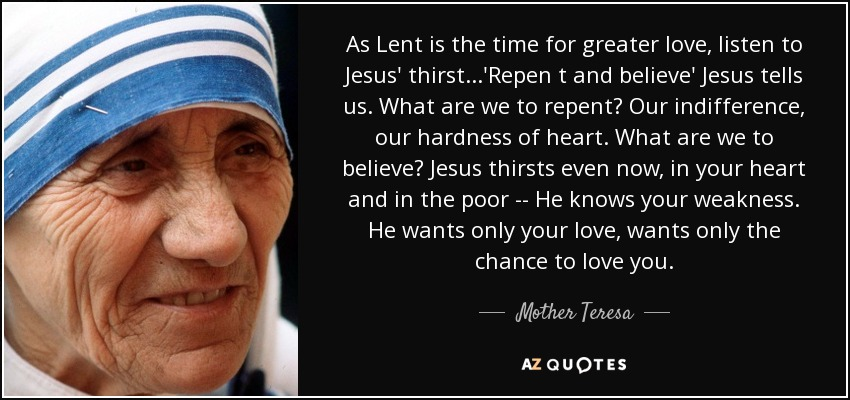 As Lent is the time for greater love, listen to
Jesus' thirst...'Repen t and believe' Jesus tells
us. What are we to repent? Our indifference,
our hardness of heart. What are we to
believe? Jesus thirsts even now, in your heart
and in the poor -- He knows your weakness.
He wants only your love, wants only the
chance to love you.
Mother Teresa
AZ QUOTES